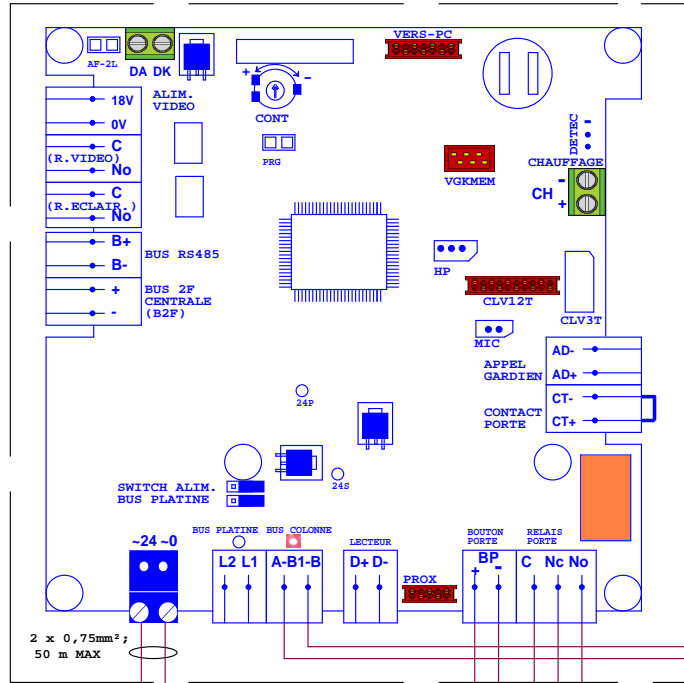 VERS-PC
AF-2L
DA DK
+ -
CONT
ALIM.
VIDEO
18V
0V
C
(R.VIDEO)
No
C
(R.ECLAIR.)
No
PRG
VGKMEM
DETEC
-
CHAUFFAGE
-
CH
+
B+
B-
BUS RS485
+
-
BUS 2F
CENTRALE
(B2F)
HP
CLV12T
CLV3T
MIC
APPEL
GARDIEN
AD-
AD+
CONTACT
PORTE
CT-
CT+
24P
24S
SWITCH ALIM.
BUS PLATINE
~24 ~0
BUS PLATINE
L2 L1
BUS COLONNE
A-B1-B
LECTEUR
D+ D-
PROX
BOUTON
PORTE
BP
+ -
RELAIS
PORTE
C Nc No
2 x 0,75mm²;
50 m MAX